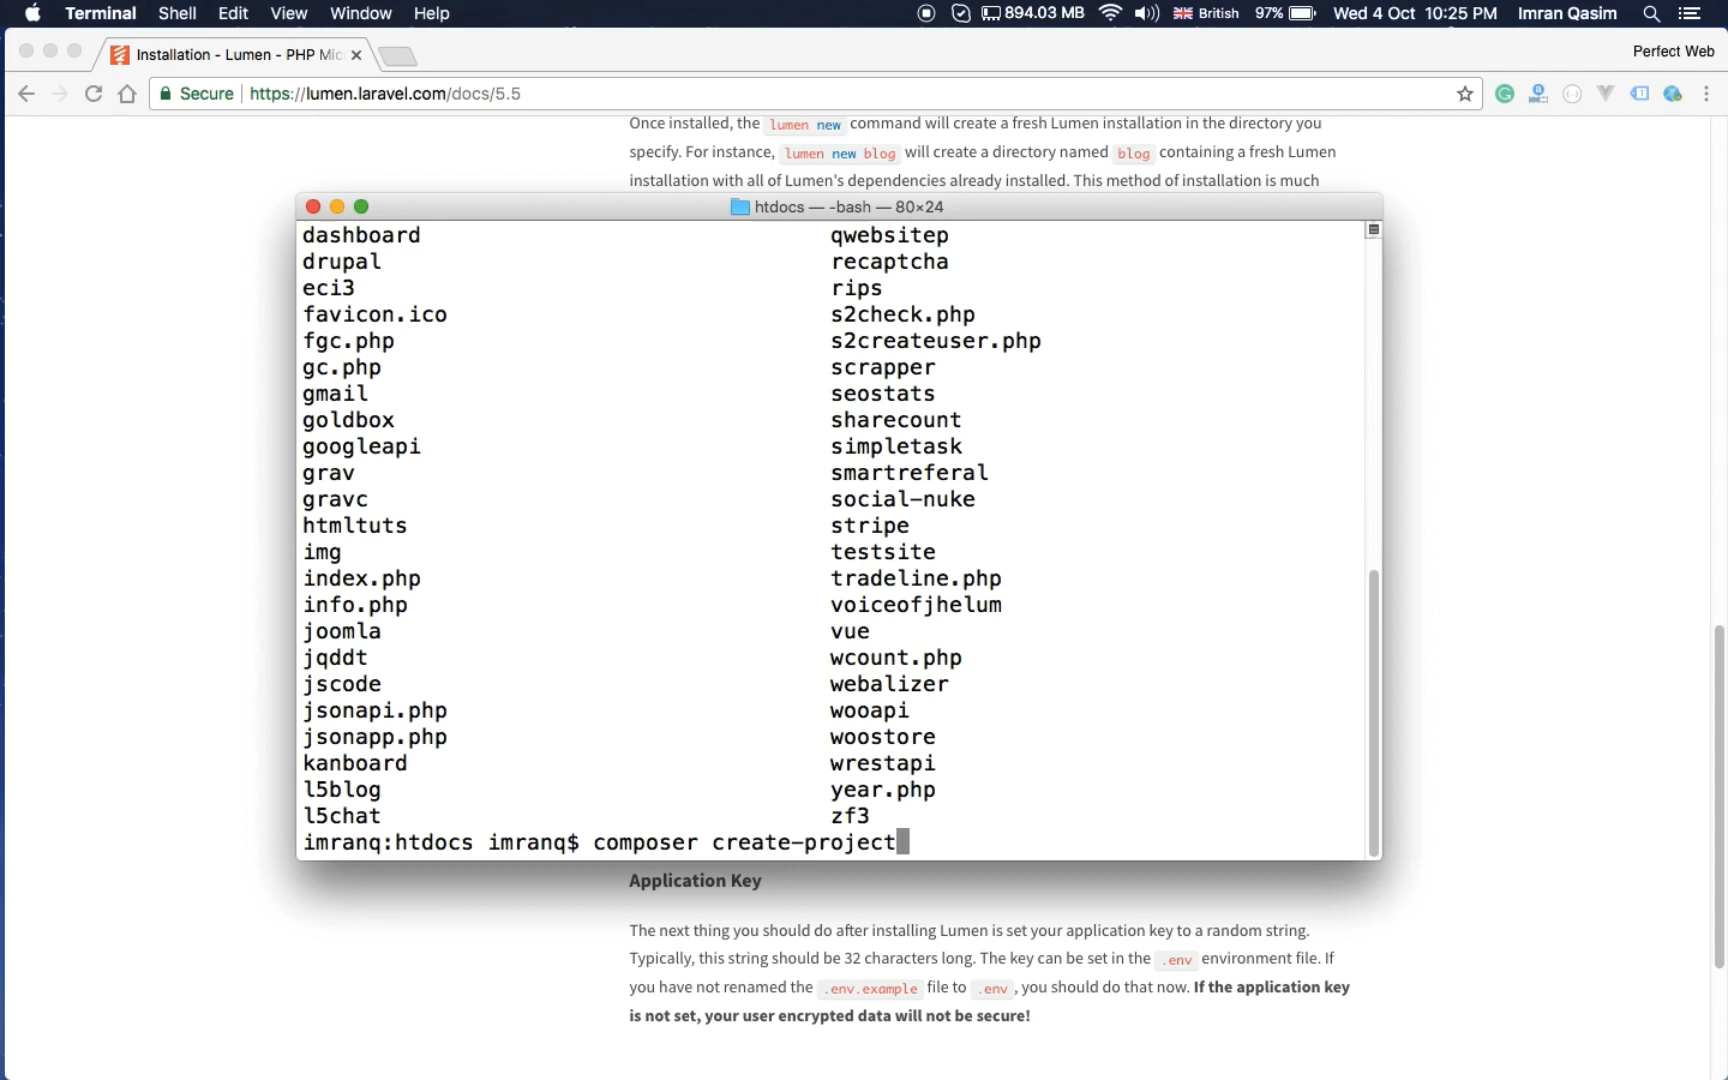 Terminal Shell Edit View Window Help 894.03 MB British 97% Wed 4 Oct 10:25 PM Imran Qasim
Installation - Lumen - PHP Mic Perfect Web
Secure https://lumen.laravel.com/docs/5.5
Once installed, the lumen new command will create a fresh Lumen installation in the directory you
specify. For instance, lumen new blog will create a directory named blog containing a fresh Lumen
installation with all of Lumen's dependencies already installed. This method of installation is much
htdocs — -bash — 80×24
dashboard qwebsitep
drupal recaptcha
eci3 rips
favicon.ico s2check.php
fgc.php s2createuser.php
gc.php scrapper
gmail seostats
goldbox sharecount
googleapi simpletask
grav smartreferal
gravc social-nuke
htmltuts stripe
img testsite
index.php tradeline.php
info.php voiceofjhelum
joomla vue
jqddt wcount.php
jscode webalizer
jsonapi.php wooapi
jsonapp.php woostore
kanboard wrestapi
l5blog year.php
l5chat zf3
imranq:htdocs imranq$ composer create-project
Application Key
The next thing you should do after installing Lumen is set your application key to a random string.
Typically, this string should be 32 characters long. The key can be set in the .env environment file. If
you have not renamed the .env.example file to .env, you should do that now. If the application key
is not set, your user encrypted data will not be secure!